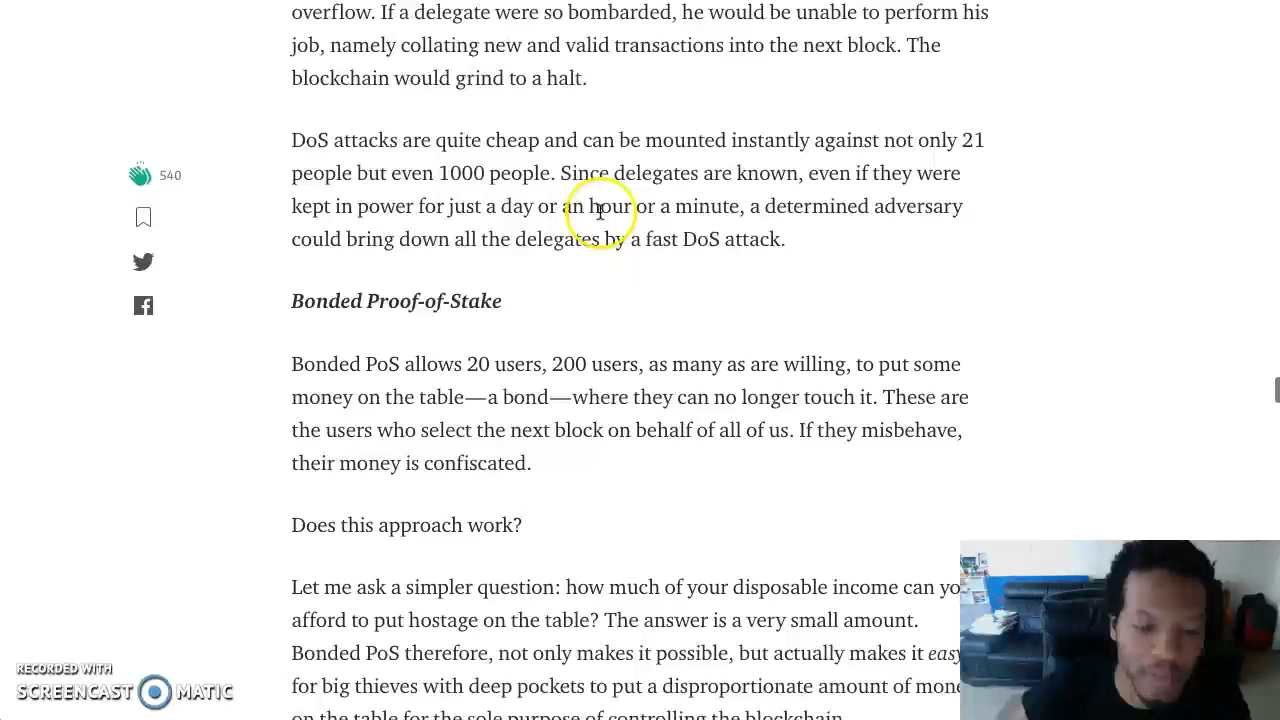 overflow. If a delegate were so bombarded, he would be unable to perform his
job, namely collating new and valid transactions into the next block. The
blockchain would grind to a halt.
DoS attacks are quite cheap and can be mounted instantly against not only 21
people but even 1000 people. Since delegates are known, even if they were
kept in power for just a day or an hour or a minute, a determined adversary
could bring down all the delegates by a fast DoS attack.
540
Bonded Proof-of-Stake
Bonded PoS allows 20 users, 200 users, as many as are willing, to put some
money on the table—a bond—where they can no longer touch it. These are
the users who select the next block on behalf of all of us. If they misbehave,
their money is confiscated.
Does this approach work?
Let me ask a simpler question: how much of your disposable income can yo
afford to put hostage on the table? The answer is a very small amount.
Bonded PoS therefore, not only makes it possible, but actually makes it easy
for big thieves with deep pockets to put a disproportionate amount of mone
on the table for the sole purpose of controlling the blockchain.
RECORDED WITH
SCREENCAST MATIC